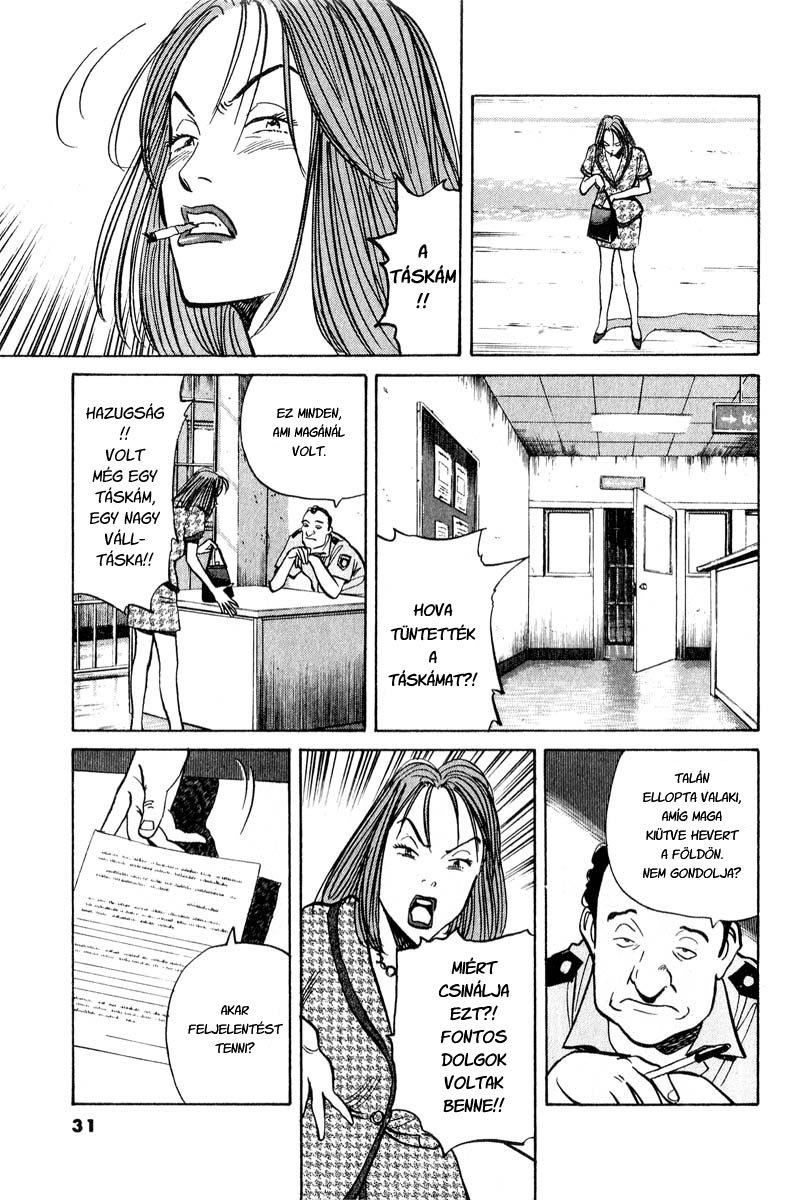 A
TÁSKÁM
!!
HOVA
TÜNTETTÉK
A
TÁSKÁMAT?!
EZ MINDEN,
AMI MAGÁNÁL
VOLT.
HAZUGSÁG
!!
VOLT
MÉG EGY
TÁSKÁM,
EGY NAGY
VÁLL-
TÁSKA!!
TALÁN
ELLOPTA VALAKI,
AMÍG MAGA
KIÜTVE HEVERT
A FÖLDÖN.
NEM GONDOLJA?
MIÉRT
CSINÁLJA
EZT?!
FONTOS
DOLGOK
VOLTAK
BENNE!!
AKAR
FELJELENTÉST
TENNI?
31